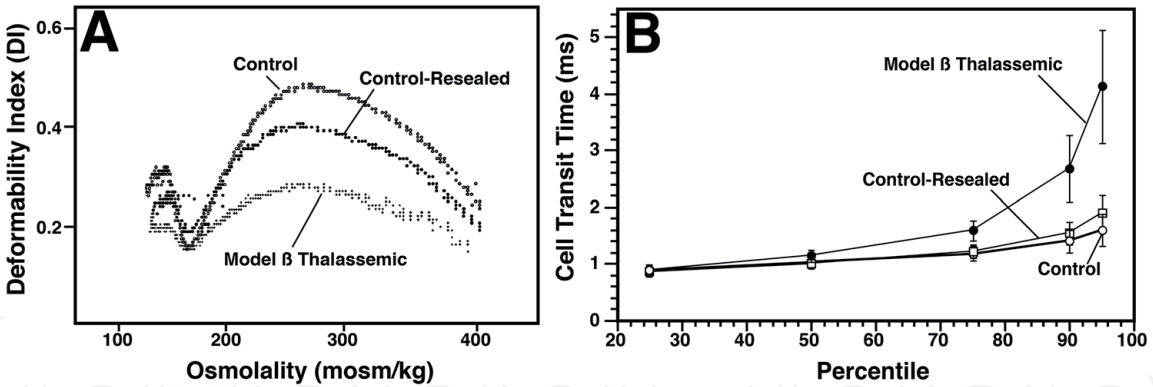 A
Deformability Index (DI)
0.6
0.4
0.2
Control
Control-Resealed
Model ß Thalassemic
100
200
300
400
Osmolality (mosm/kg)
B
Cell Transit Time (ms)
5
4
3
2
1
0
Model ß Thalassemic
Control-Resealed
Control
20
30
40
50
60
70
80
90
100
Percentile